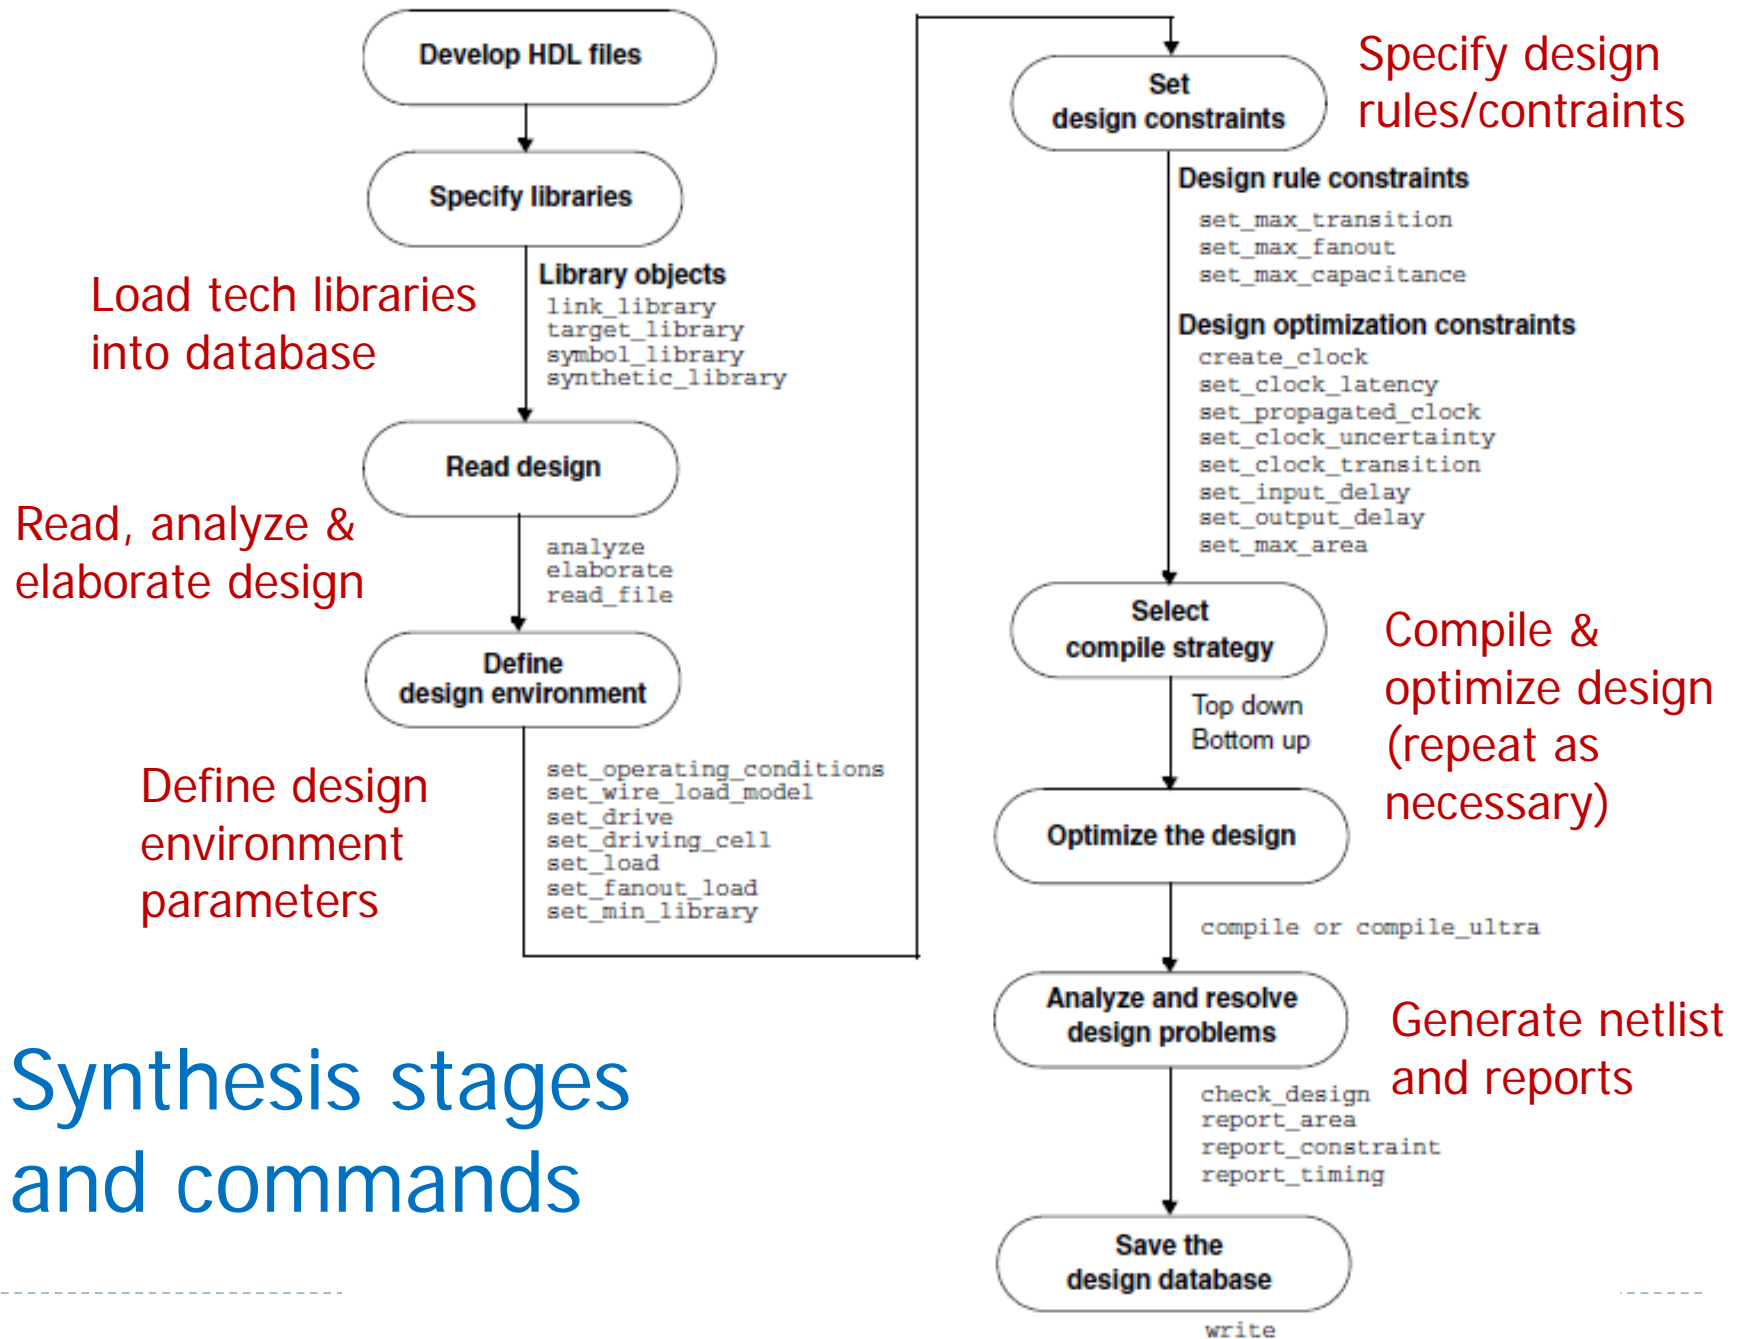 Develop HDL files
Specify libraries
Load tech libraries
into database
Library objects
link_library
target_library
symbol_library
synthetic_library
Read design
Read, analyze &
elaborate design
analyze
elaborate
read_file
Define
design environment
Define design
environment
parameters
set_operating_conditions
set_wire_load_model
set_drive
set_driving_cell
set_load
set_fanout_load
set_min_library
Set
design constraints
Specify design
rules/contraints
Design rule constraints
set_max_transition
set_max_fanout
set_max_capacitance
Design optimization constraints
create_clock
set_clock_latency
set_propagated_clock
set_clock_uncertainty
set_clock_transition
set_input_delay
set_output_delay
set_max_area
Select
compile strategy
Compile &
optimize design
(repeat as
necessary)
Top down
Bottom up
Optimize the design
compile or compile_ultra
Analyze and resolve
design problems
Generate netlist
and reports
check_design
report_area
report_constraint
report_timing
Save the
design database
write
Synthesis stages
and commands